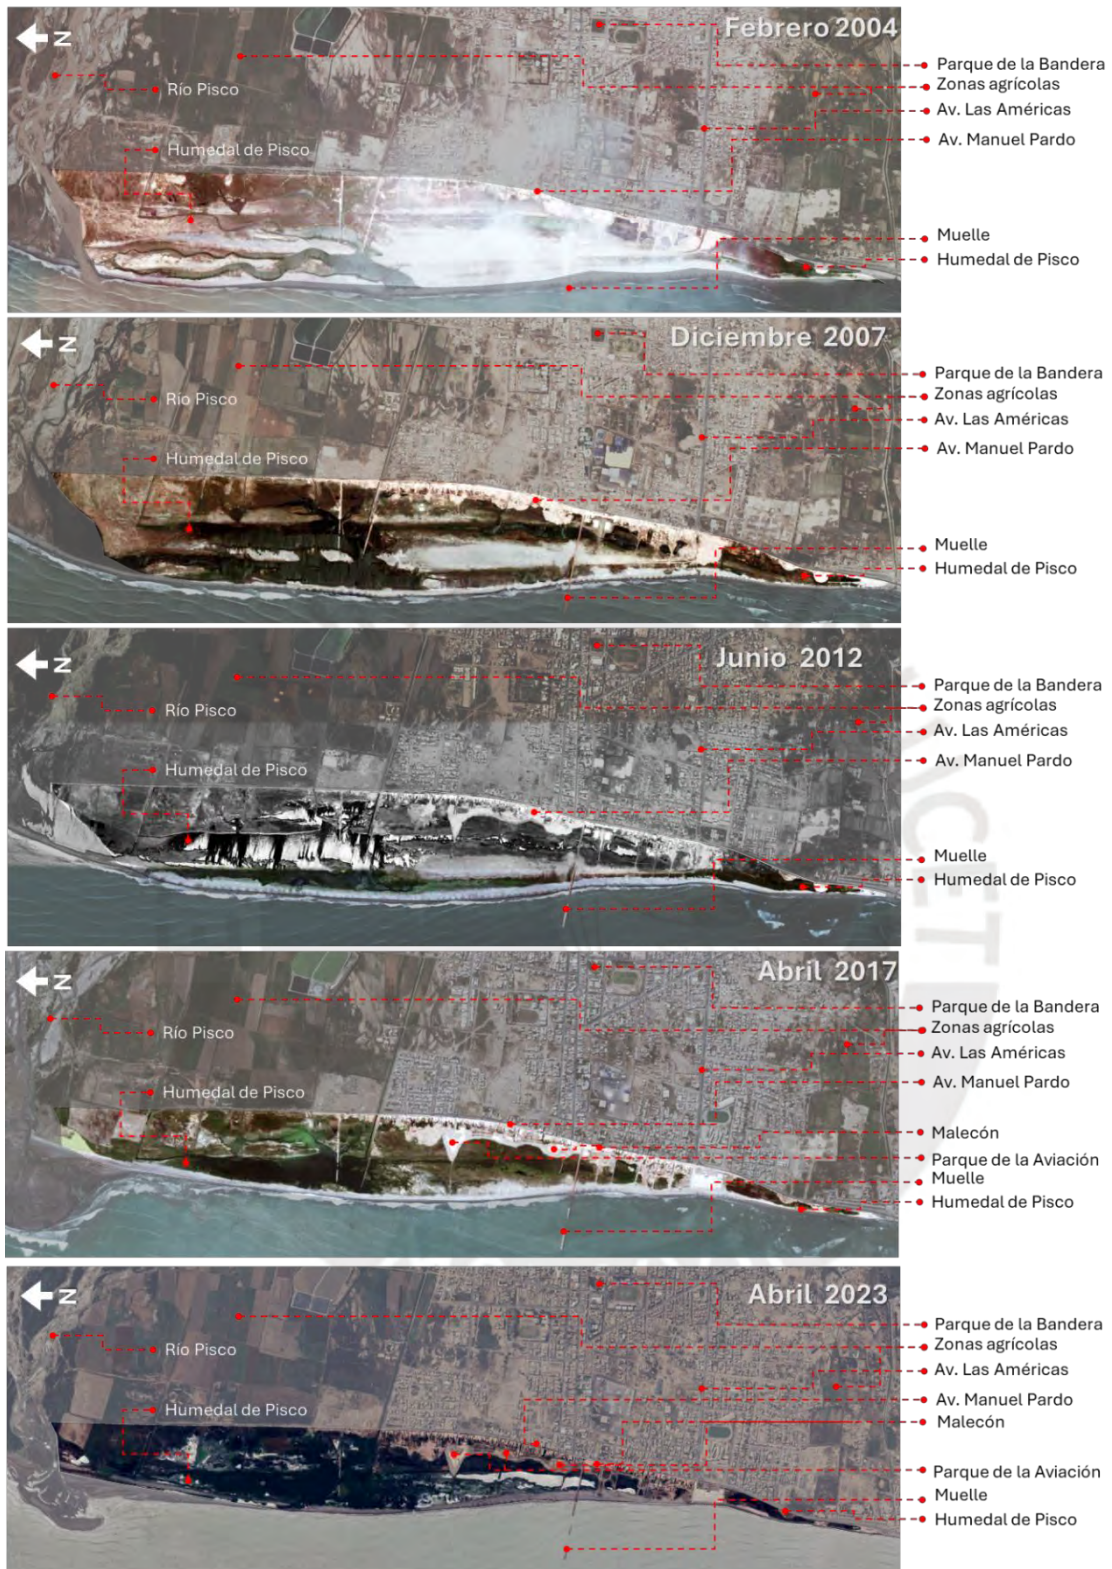 Febrero 2004
N
Río Pisco
Humedal de Pisco
Parque de la Bandera
Zonas agrícolas
Av. Las Américas
Av. Manuel Pardo
Muelle
Humedal de Pisco
Diciembre 2007
N
Río Pisco
Humedal de Pisco
Parque de la Bandera
Zonas agrícolas
Av. Las Américas
Av. Manuel Pardo
Muelle
Humedal de Pisco
Junio 2012
N
Río Pisco
Humedal de Pisco
Parque de la Bandera
Zonas agrícolas
Av. Las Américas
Av. Manuel Pardo
Muelle
Humedal de Pisco
Abril 2017
N
Río Pisco
Humedal de Pisco
Parque de la Bandera
Zonas agrícolas
Av. Las Américas
Av. Manuel Pardo
Malecón
Parque de la Aviación
Muelle
Humedal de Pisco
Abril 2023
N
Río Pisco
Humedal de Pisco
Parque de la Bandera
Zonas agrícolas
Av. Las Américas
Av. Manuel Pardo
Malecón
Parque de la Aviación
Muelle
Humedal de Pisco